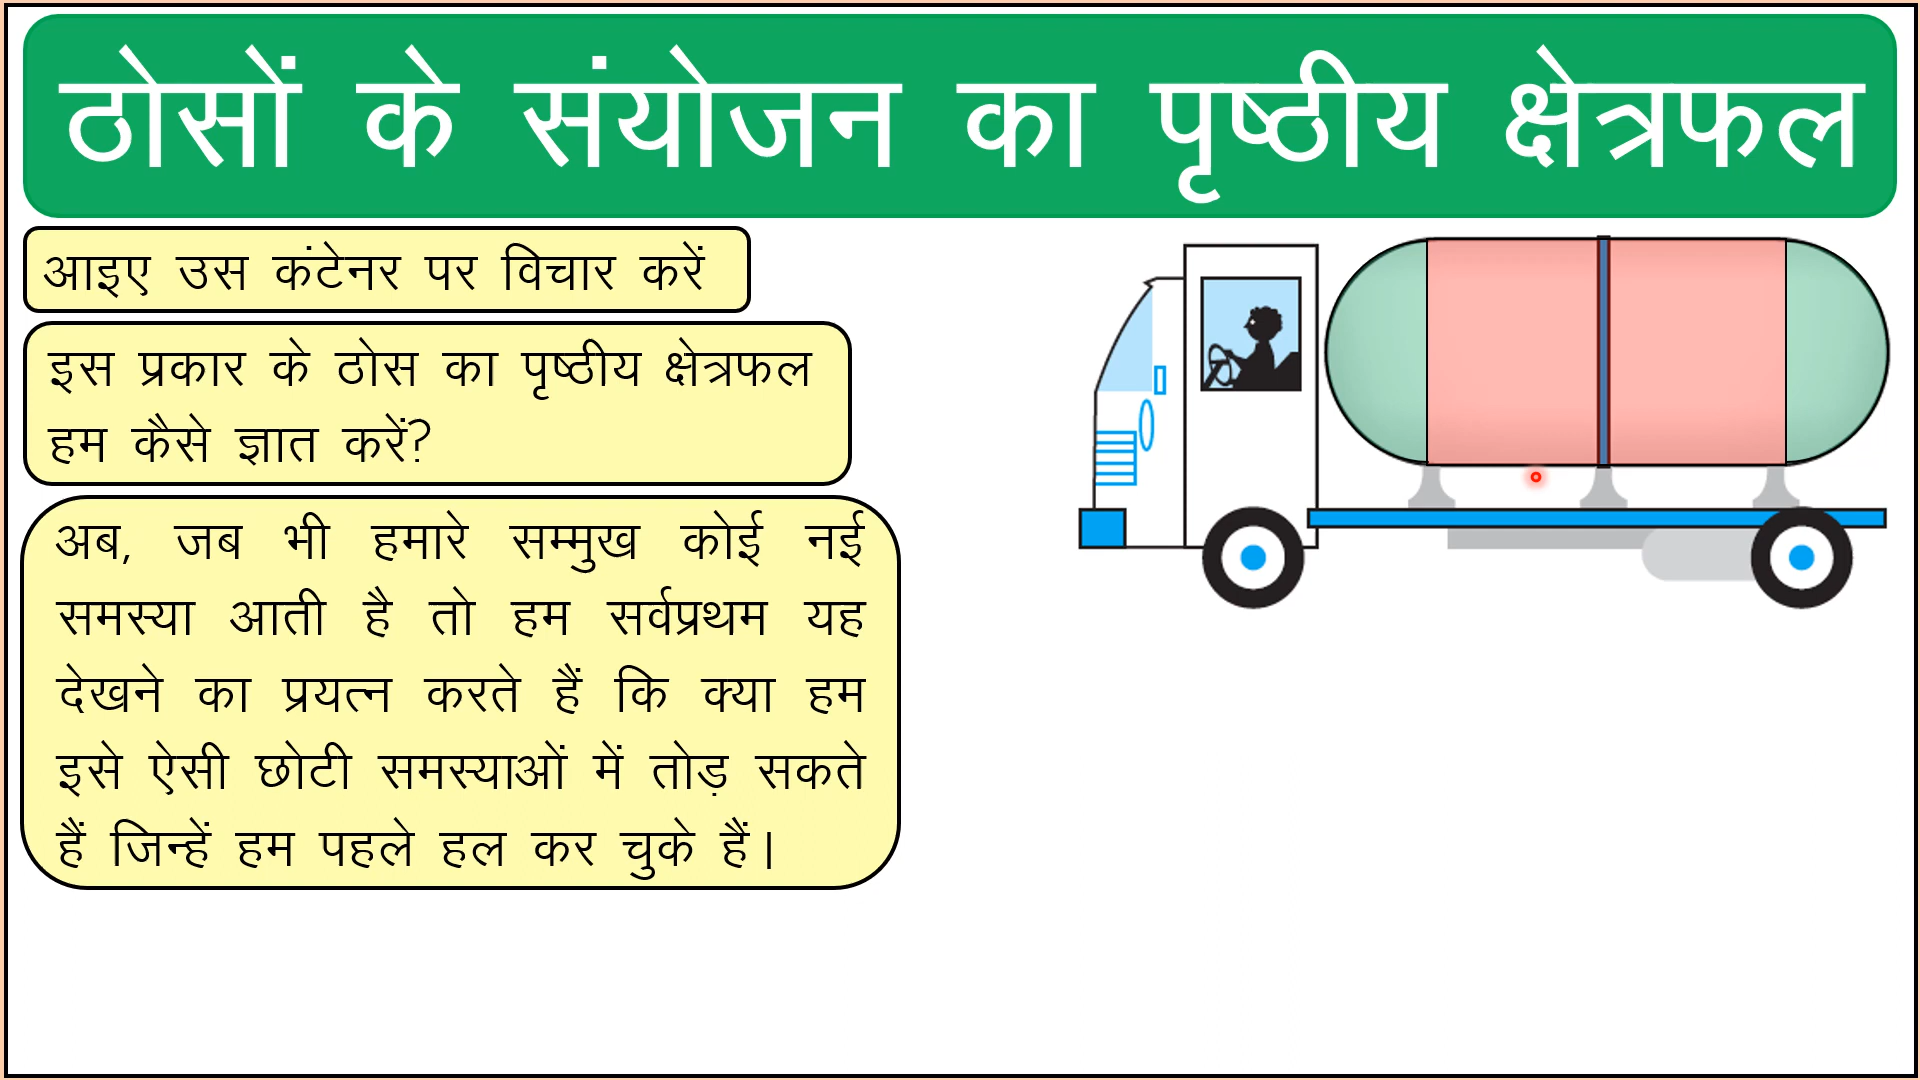 ठोसों के संयोजन का पृष्ठीय क्षेत्रफल
आइए उस कंटेनर पर विचार करें
इस प्रकार के ठोस का पृष्ठीय क्षेत्रफल
हम कैसे ज्ञात करें?
अब, जब भी हमारे सम्मुख कोई नई
समस्या आती है तो हम सर्वप्रथम यह
देखने का प्रयत्न करते हैं कि क्या हम
इसे ऐसी छोटी समस्याओं में तोड़ सकते
हैं जिन्हें हम पहले हल कर चुके हैं।